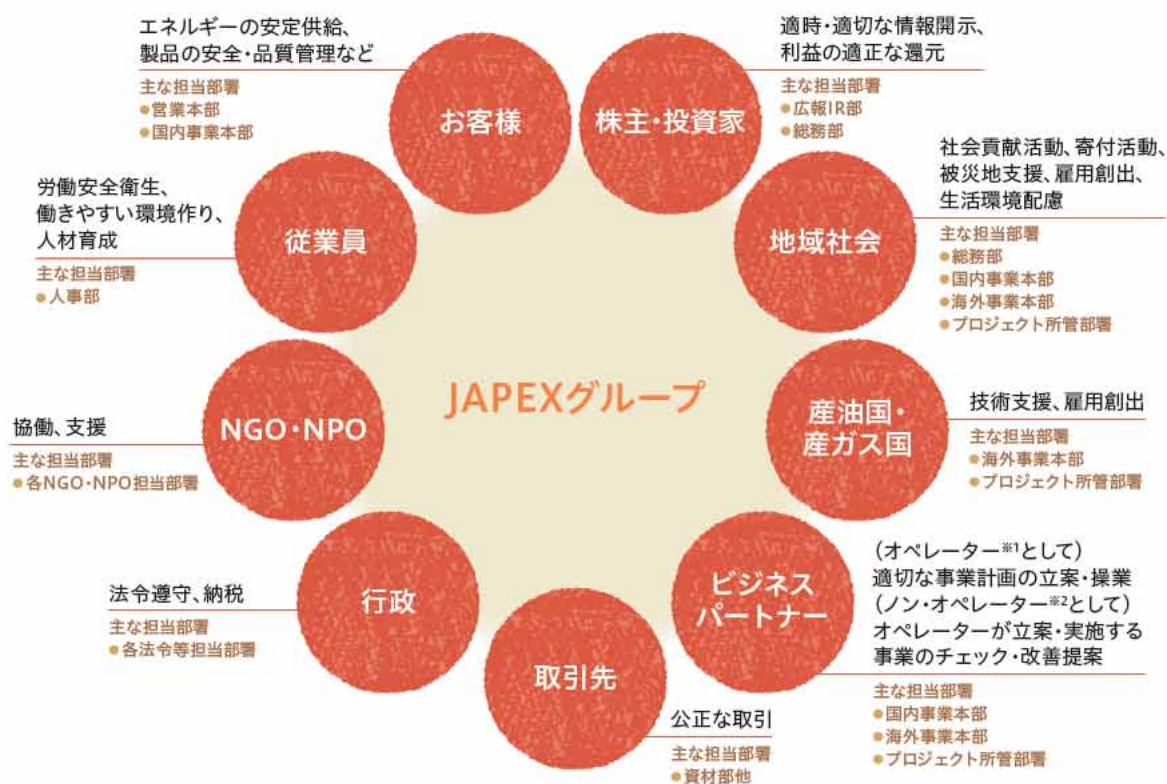 エネルギーの安定供給、
製品の安全・品質管理など
主な担当部署
●営業本部
●国内事業本部
お客様
適時・適切な情報開示、
利益の適正な還元
主な担当部署
●広報IR部
●総務部
株主・投資家
社会貢献活動、寄付活動、
被災地支援、雇用創出、
生活環境配慮
主な担当部署
●総務部
●国内事業本部
●海外事業本部
●プロジェクト所管部署
地域社会
労働安全衛生、
働きやすい環境作り、
人材育成
主な担当部署
●人事部
従業員
JAPEXグループ
産油国・
産ガス国
技術支援、雇用創出
主な担当部署
●海外事業本部
●プロジェクト所管部署
NGO・NPO
協働、支援
主な担当部署
●各NGO・NPO担当部署
ビジネス
パートナー
（オペレーター※1として）
適切な事業計画の立案・操業
（ノン・オペレーター※2として）
オペレーターが立案・実施する
事業のチェック・改善提案
主な担当部署
●国内事業本部
●海外事業本部
●プロジェクト所管部署
行政
法令遵守、納税
主な担当部署
●各法令等担当部署
取引先
公正な取引
主な担当部署
●資材部他